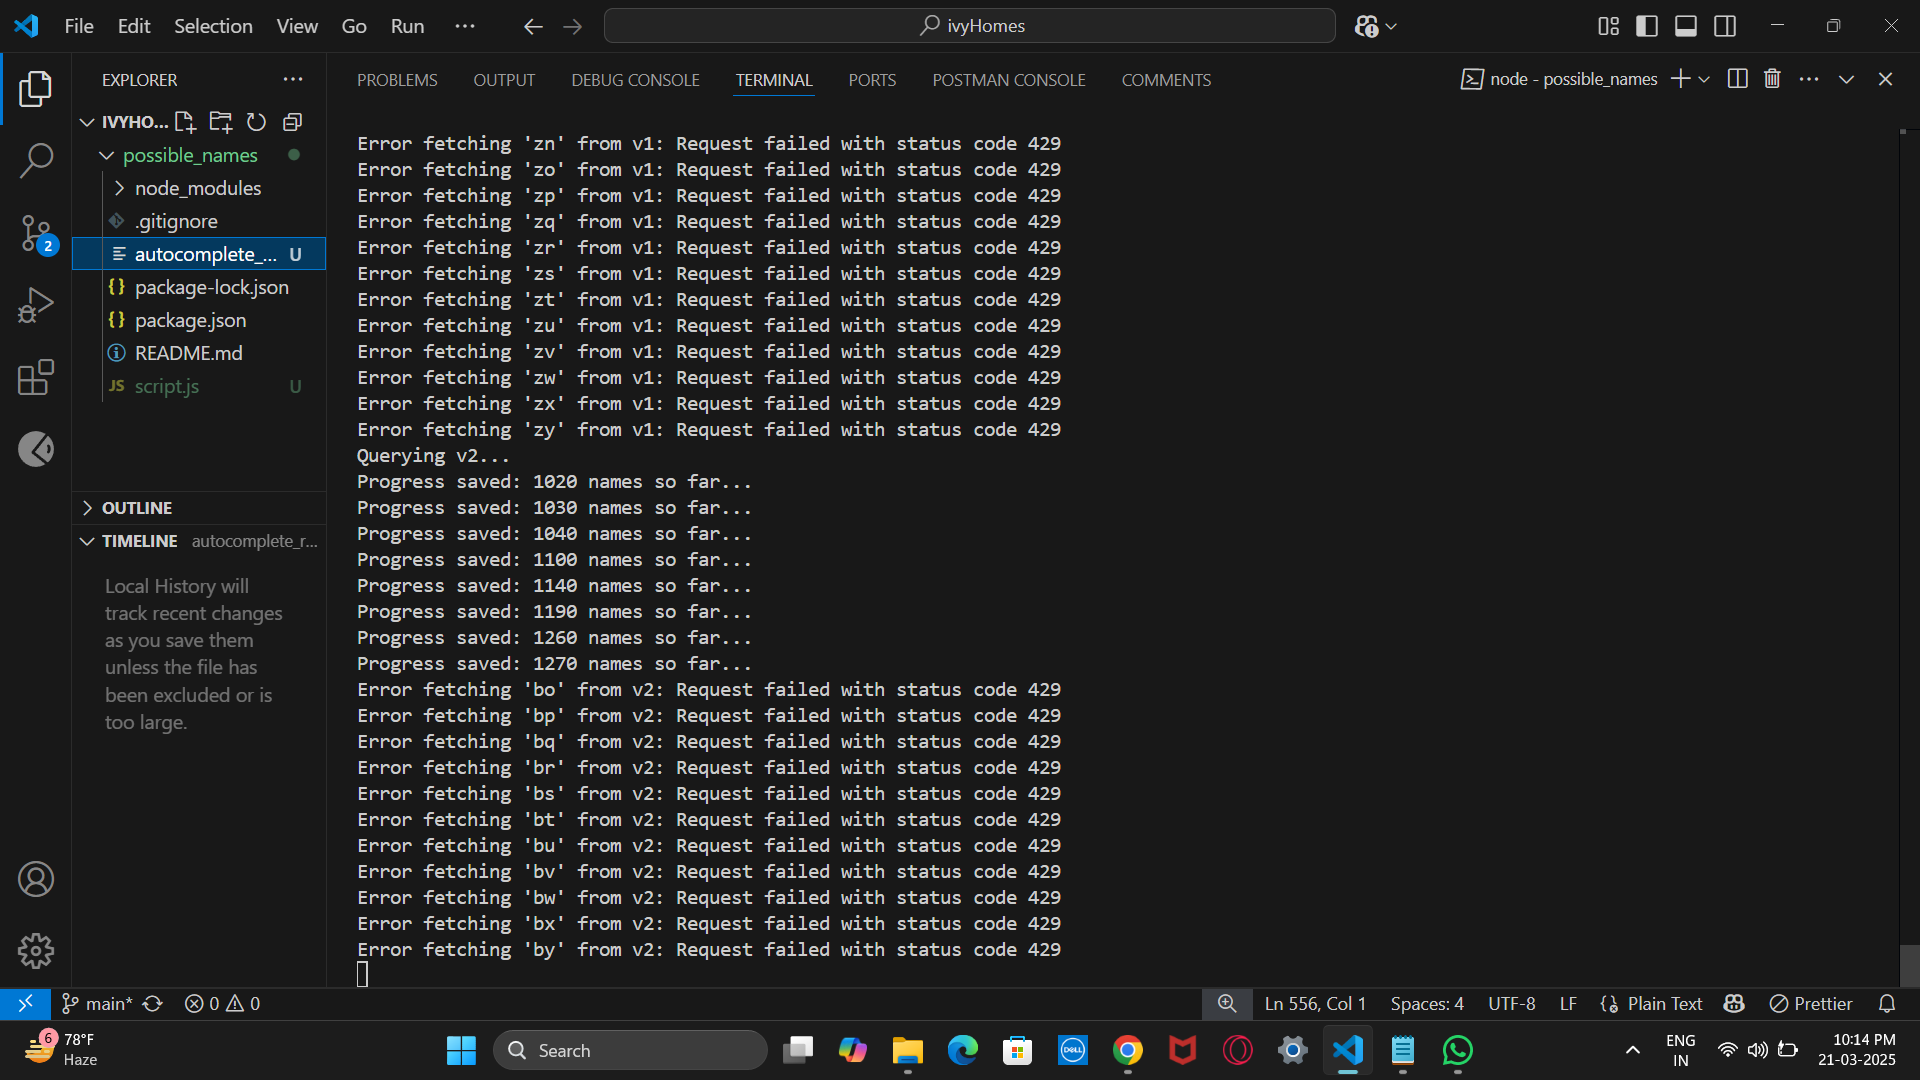 File Edit Selection View Go Run ··· ivyHomes
EXPLORER ···
IVYHO...
possible_names
node_modules
.gitignore
autocomplete_... U
package-lock.json
package.json
README.md
JS script.js U
OUTLINE
TIMELINE autocomplete_r...
Local History will
track recent changes
as you save them
unless the file has
been excluded or is
too large.
2
PROBLEMS OUTPUT DEBUG CONSOLE TERMINAL PORTS POSTMAN CONSOLE COMMENTS node - possible_names
Error fetching 'zn' from v1: Request failed with status code 429
Error fetching 'zo' from v1: Request failed with status code 429
Error fetching 'zp' from v1: Request failed with status code 429
Error fetching 'zq' from v1: Request failed with status code 429
Error fetching 'zr' from v1: Request failed with status code 429
Error fetching 'zs' from v1: Request failed with status code 429
Error fetching 'zt' from v1: Request failed with status code 429
Error fetching 'zu' from v1: Request failed with status code 429
Error fetching 'zv' from v1: Request failed with status code 429
Error fetching 'zw' from v1: Request failed with status code 429
Error fetching 'zx' from v1: Request failed with status code 429
Error fetching 'zy' from v1: Request failed with status code 429
Querying v2...
Progress saved: 1020 names so far...
Progress saved: 1030 names so far...
Progress saved: 1040 names so far...
Progress saved: 1100 names so far...
Progress saved: 1140 names so far...
Progress saved: 1190 names so far...
Progress saved: 1260 names so far...
Progress saved: 1270 names so far...
Error fetching 'bo' from v2: Request failed with status code 429
Error fetching 'bp' from v2: Request failed with status code 429
Error fetching 'bq' from v2: Request failed with status code 429
Error fetching 'br' from v2: Request failed with status code 429
Error fetching 'bs' from v2: Request failed with status code 429
Error fetching 'bt' from v2: Request failed with status code 429
Error fetching 'bu' from v2: Request failed with status code 429
Error fetching 'bv' from v2: Request failed with status code 429
Error fetching 'bw' from v2: Request failed with status code 429
Error fetching 'bx' from v2: Request failed with status code 429
Error fetching 'by' from v2: Request failed with status code 429
main* 0 0 Ln 556, Col 1 Spaces: 4 UTF-8 LF Plain Text Prettier
6 78°F
Haze
Search
DELL
ENG
IN
10:14 PM
21-03-2025